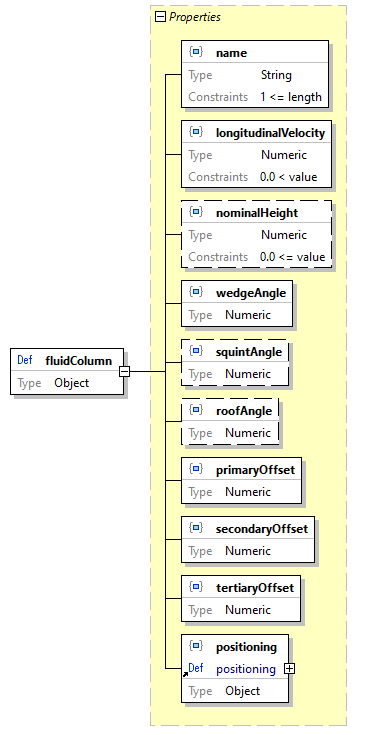 Properties
name
Type String
Constraints 1 <= length
longitudinalVelocity
Type Numeric
Constraints 0.0 < value
nominalHeight
Type Numeric
Constraints 0.0 <= value
wedgeAngle
Type Numeric
Def fluidColumn
Type Object
squintAngle
Type Numeric
roofAngle
Type Numeric
primaryOffset
Type Numeric
secondaryOffset
Type Numeric
tertiaryOffset
Type Numeric
positioning
Def positioning
Type Object